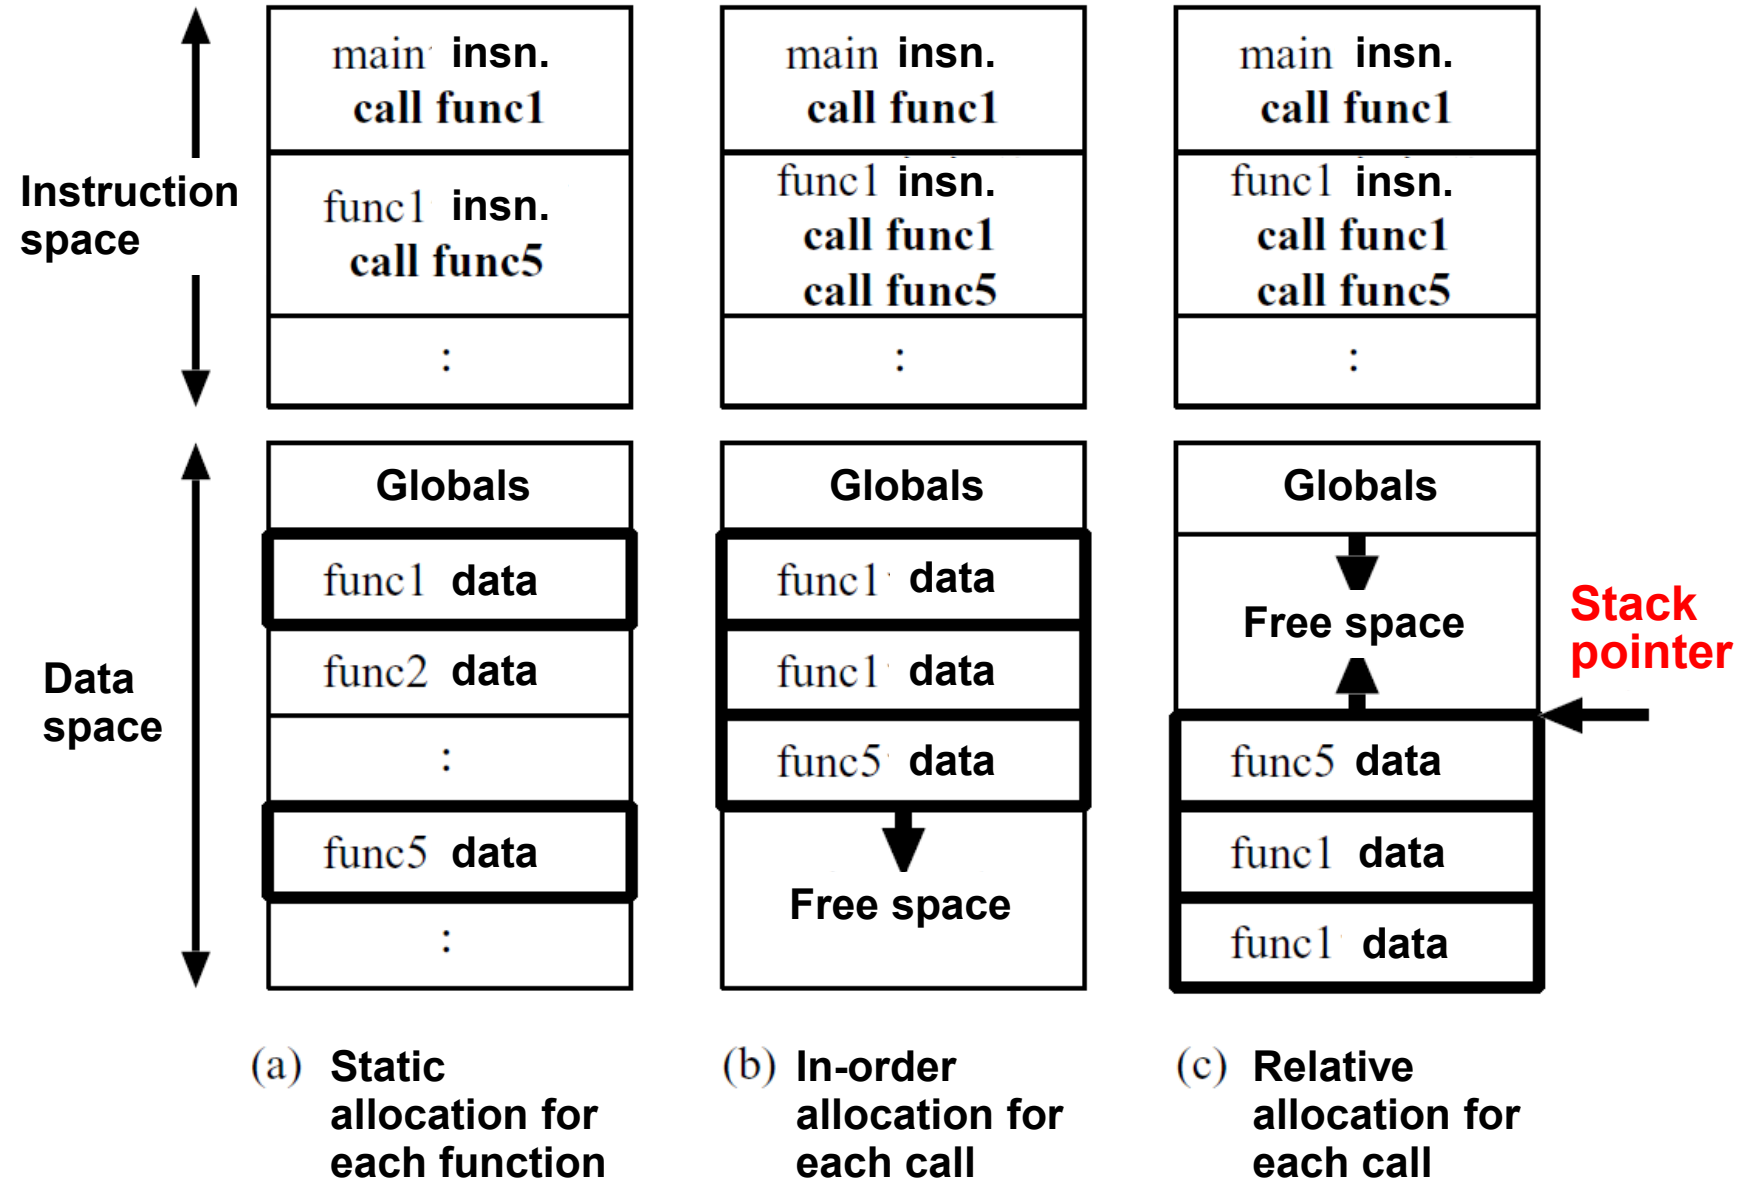 Instruction
space
main insn.
call func1
func1 insn.
call func5
:
main insn.
call func1
func1 insn.
call func1
call func5
:
main insn.
call func1
func1 insn.
call func1
call func5
:
Data
space
Globals
func1 data
func2 data
:
func5 data
:
Globals
func1 data
func1 data
func5 data
Free space
Globals
Free space
Stack
pointer
func5 data
func1 data
func1 data
(a) Static
allocation for
each function
(b) In-order
allocation for
each call
(c) Relative
allocation for
each call